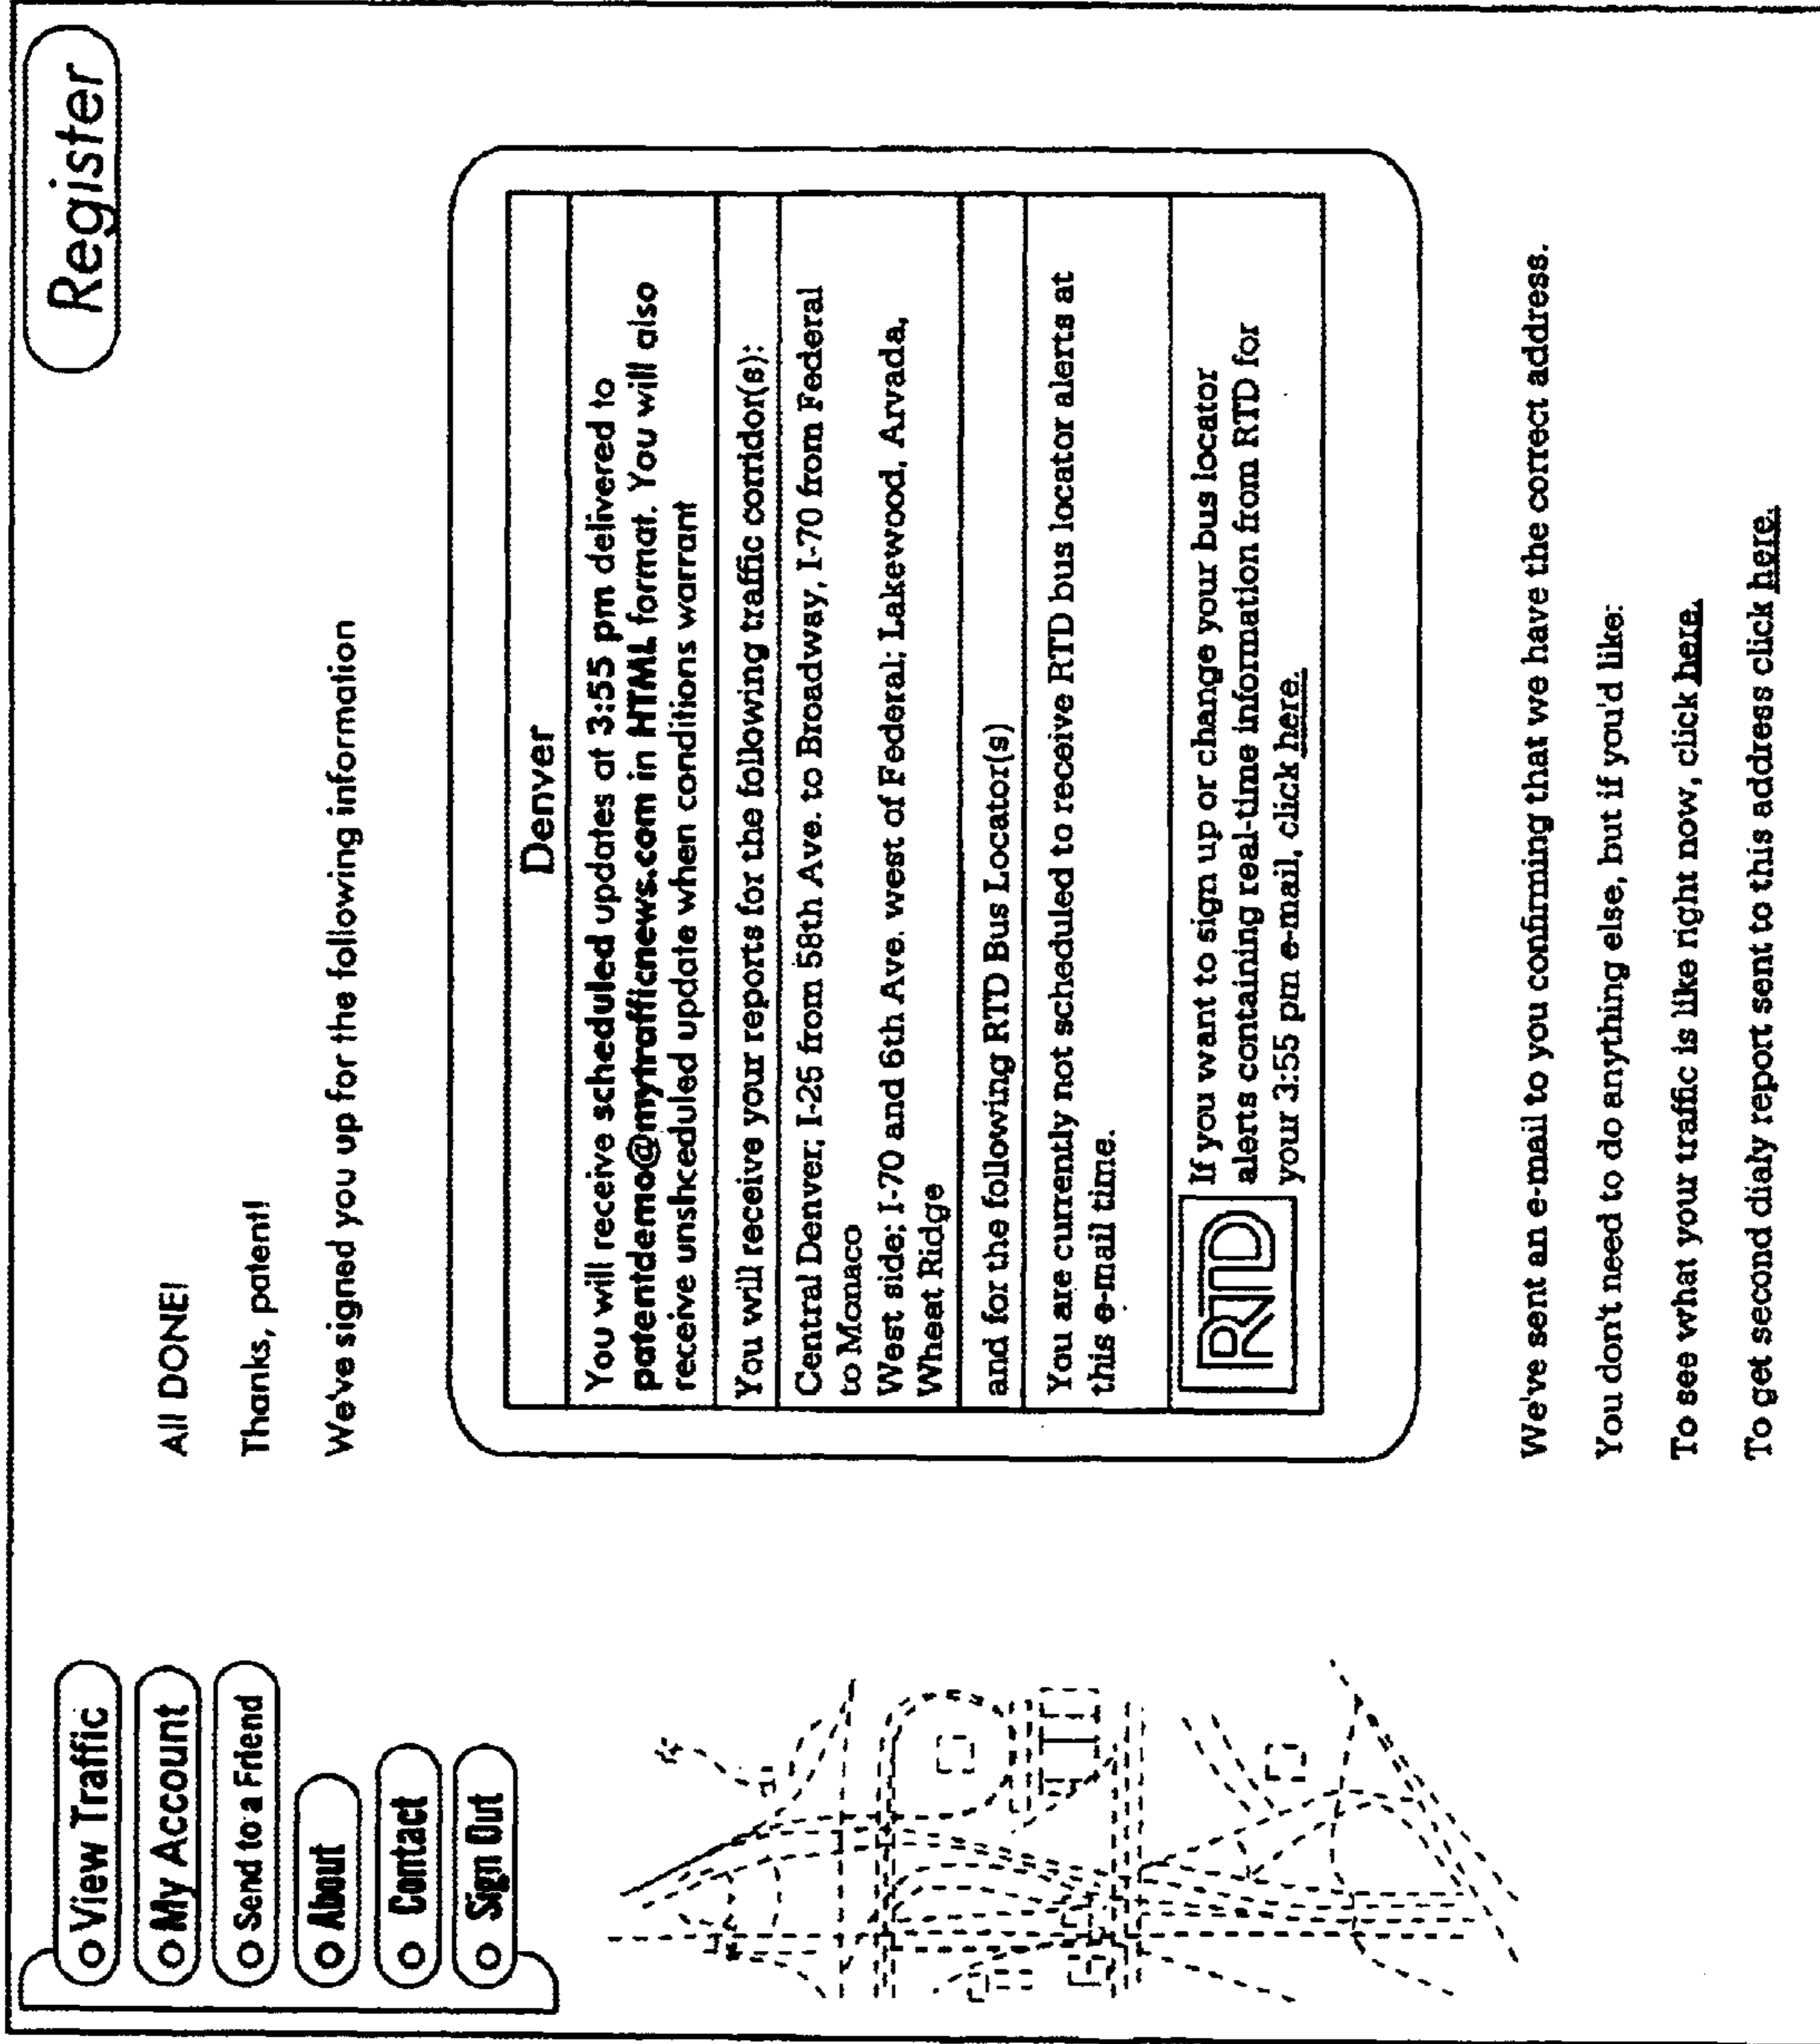 Register
View Traffic
My Account
Send to a Friend
About
Contact
Sign Out
All DONE!
Thanks, patent!
We've signed you up for the following information
Denver
You will receive scheduled updates at 3:55 pm delivered to
patentdemo@mytrafficnews.com in HTML format. You will also
receive unshceduled update when conditions warrant
You will receive your reports for the following traffic corridor(s):
Central Denver; I-25 from 58th Ave. to Broadway, I-70 from Federal
to Monaco
West side; I-70 and 6th Ave. west of Federal; Lakewood, Arvada,
Wheat Ridge
and for the following RTD Bus Locator(s)
You are currently not scheduled to receive RTD bus locator alerts at
this e-mail time.
RTD
If you want to sign up or change your bus locator
alerts containing real-time information from RTD for
your 3:55 pm e-mail, click here.
We've sent an e-mail to you confirming that we have the correct address.
You don't need to do anything else, but if you'd like:
To see what your traffic is like right now, click here.
To get second dialy report sent to this address click here.